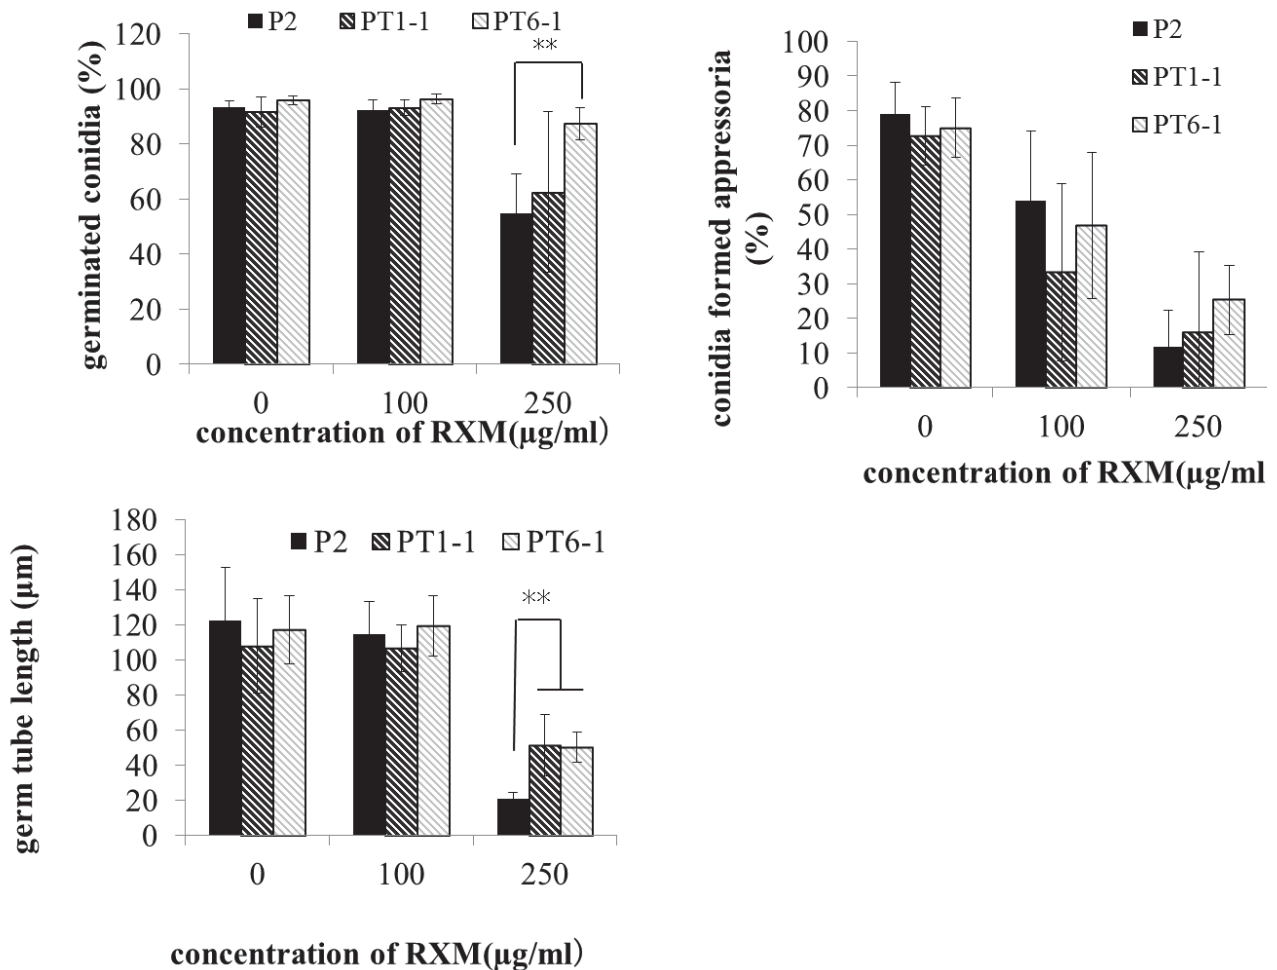 P2 PT1-1 PT6-1
**
germinated conidia (%)
120
100
80
60
40
20
0
0 100 250
concentration of RXM(μg/ml)
P2
PT1-1
PT6-1
conidia formed appressoria
(%)
100
90
80
70
60
50
40
30
20
10
0
0 100 250
concentration of RXM(μg/ml
P2 PT1-1 PT6-1
**
germ tube length (μm)
180
160
140
120
100
80
60
40
20
0
0 100 250
concentration of RXM(μg/ml)